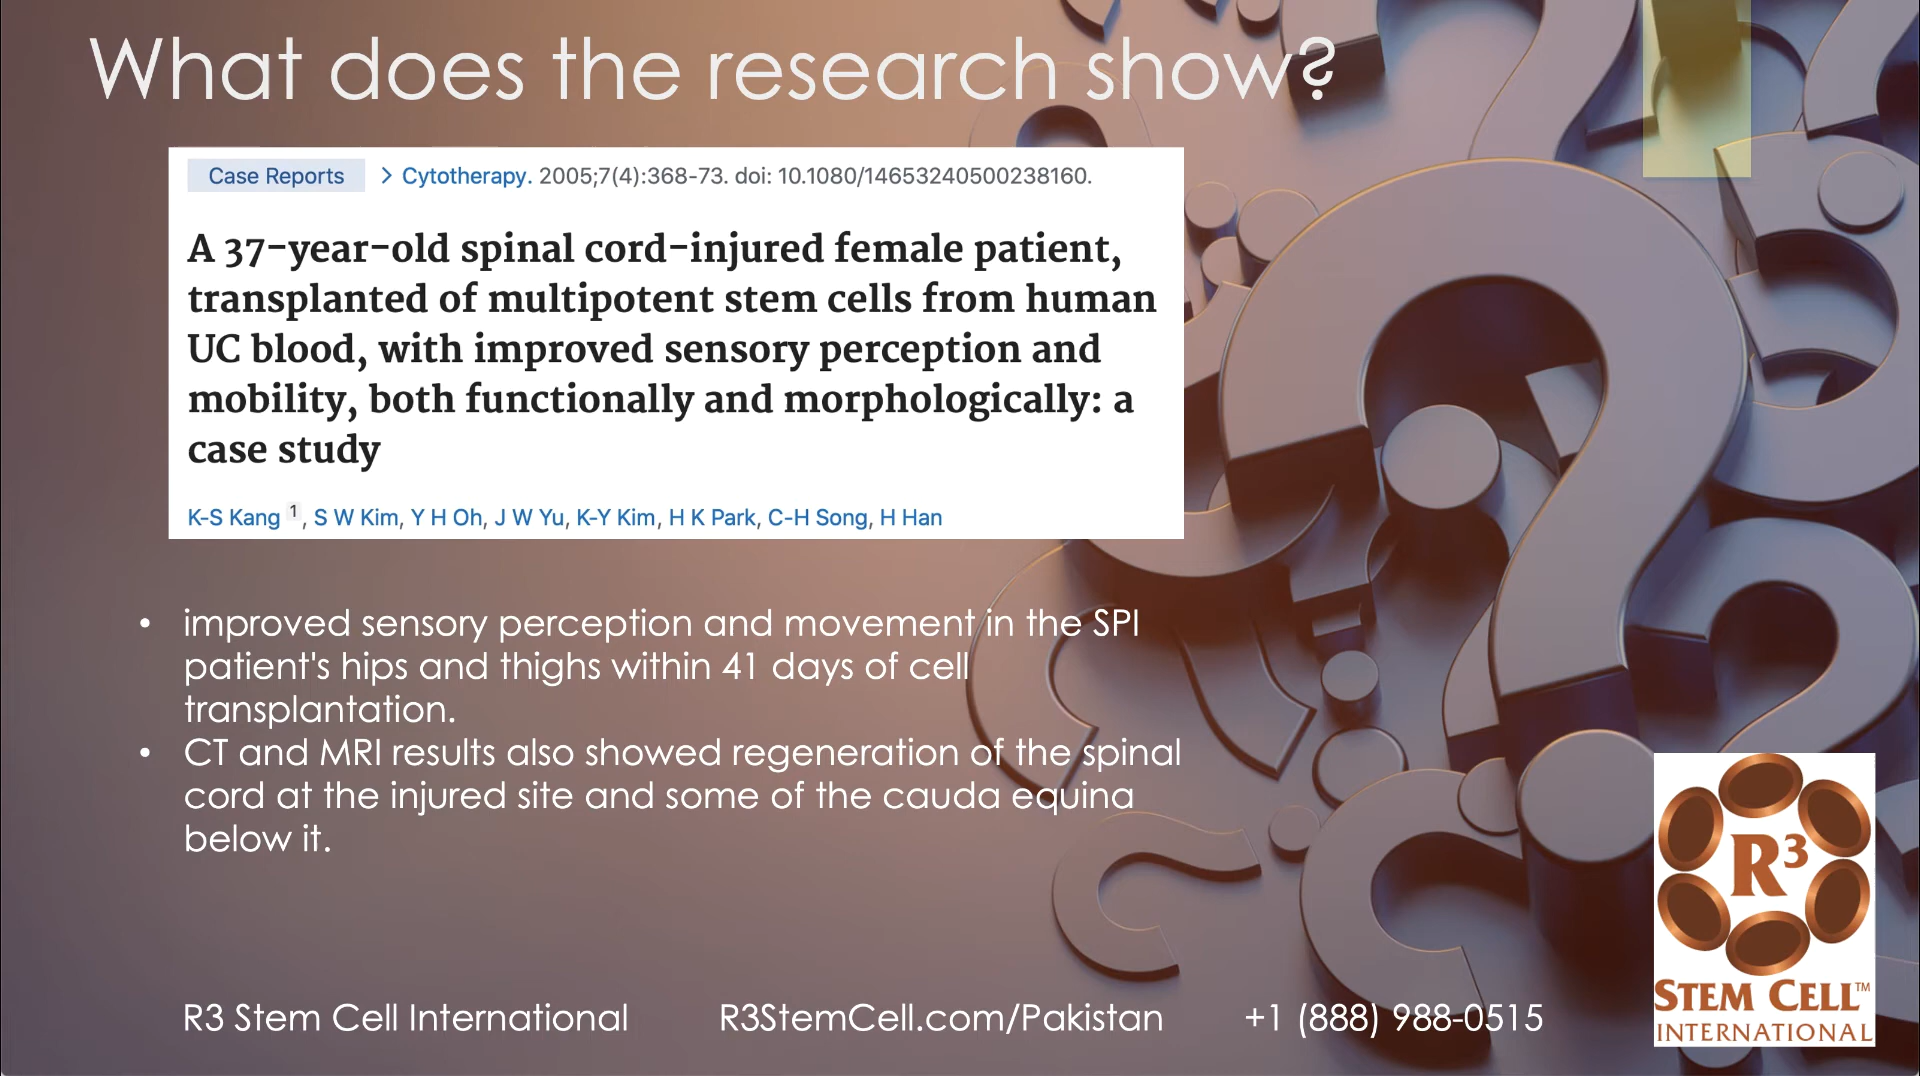 What does the research show?
Case Reports > Cytotherapy. 2005;7(4):368-73. doi: 10.1080/14653240500238160.
A 37-year-old spinal cord-injured female patient,
transplanted of multipotent stem cells from human
UC blood, with improved sensory perception and
mobility, both functionally and morphologically: a
case study
K-S Kang 1, S W Kim, Y H Oh, J W Yu, K-Y Kim, H K Park, C-H Song, H Han
• improved sensory perception and movement in the SPI
patient's hips and thighs within 41 days of cell
transplantation.
• CT and MRI results also showed regeneration of the spinal
cord at the injured site and some of the cauda equina
below it.
R3 Stem Cell International R3StemCell.com/Pakistan +1 (888) 988-0515
R3
STEM CELL™
INTERNATIONAL